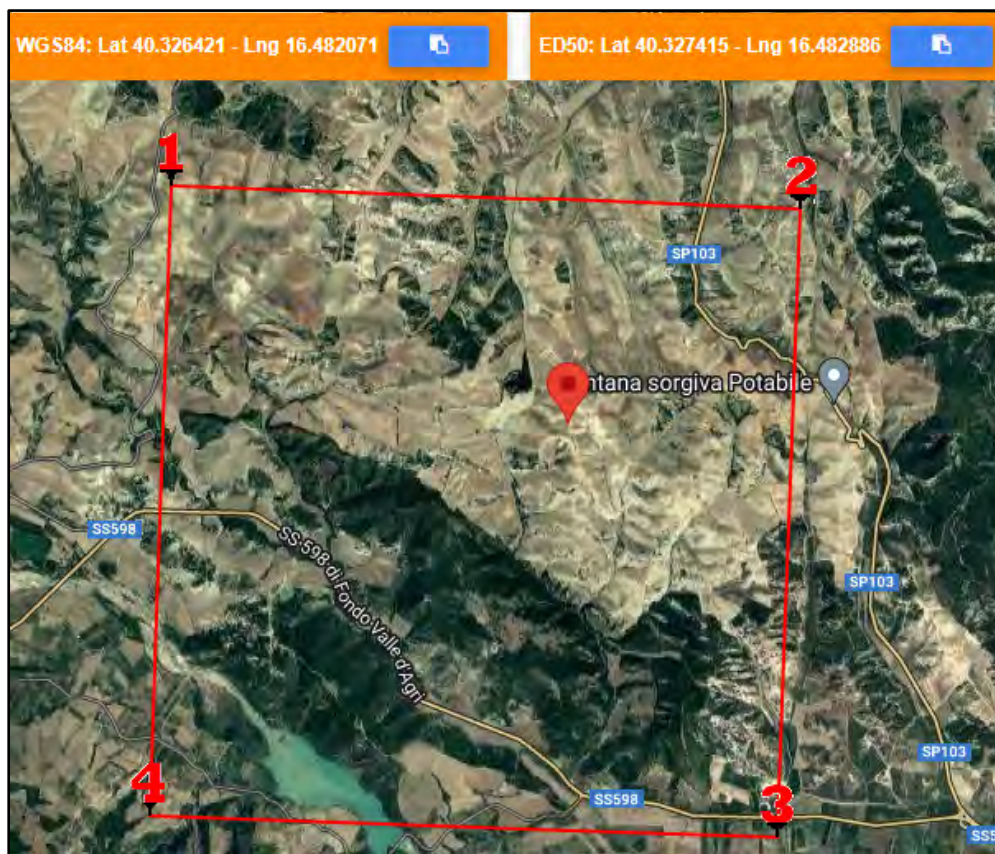 WGS84: Lat 40.326421 - Lng 16.482071
ED50: Lat 40.327415 - Lng 16.482886
1
2
SP103
ntana sorgiva Potabile
SS598
SS 598 di Fondo Valle d'Agri
SP103
SP103
4
SS598
3
SS5